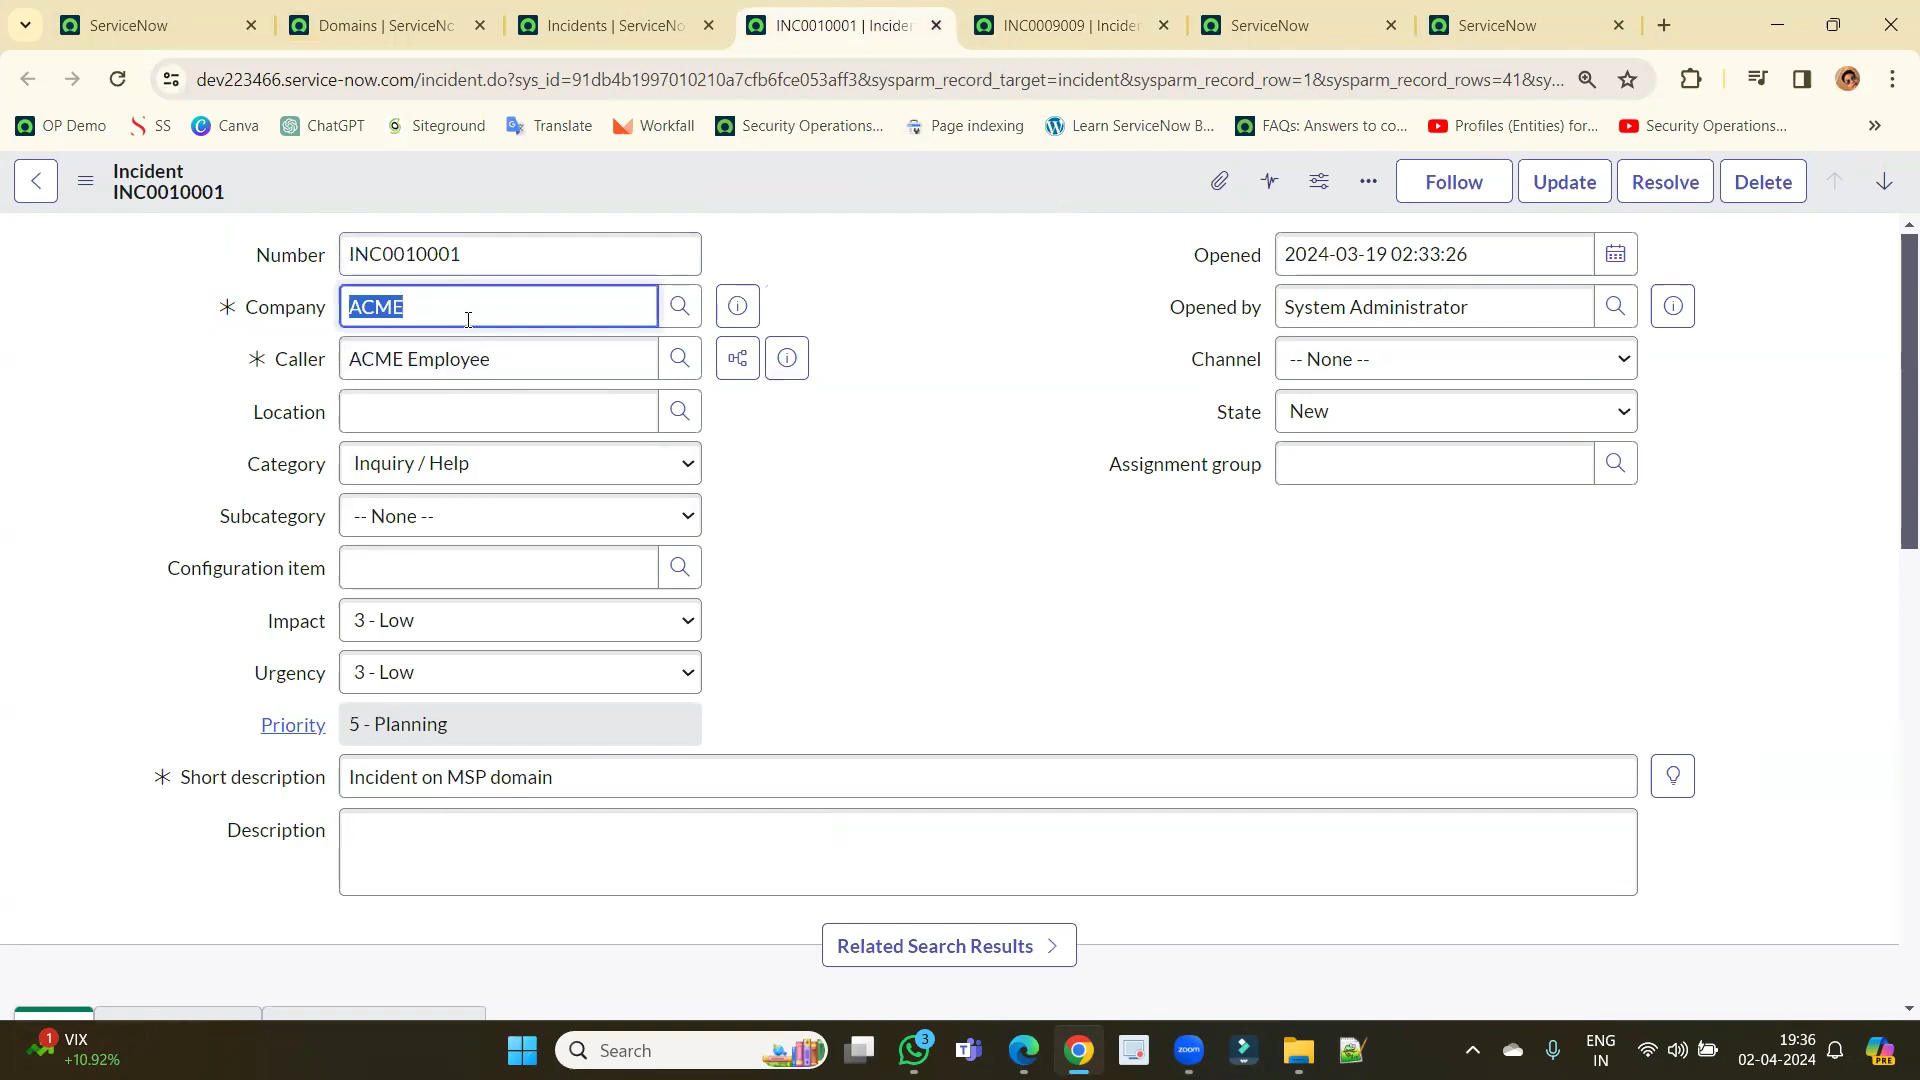 ServiceNow
Domains | ServiceNo
Incidents | ServiceNo
INC0010001 | Inciden
INC0009009 | Inciden
ServiceNow
ServiceNow
dev223466.service-now.com/incident.do?sys_id=91db4b1997010210a7cfb6fce053aff3&sysparm_record_target=incident&sysparm_record_row=1&sysparm_record_rows=41&sy...
OP Demo
SS
Canva
ChatGPT
Siteground
Translate
Workfall
Security Operations...
Page indexing
Learn ServiceNow B...
FAQs: Answers to co...
Profiles (Entities) for...
Security Operations...
Incident
INC0010001
Follow
Update
Resolve
Delete
Number INC0010001
Company ACME
Caller ACME Employee
Location
Category Inquiry / Help
Subcategory -- None --
Configuration item
Impact 3 - Low
Urgency 3 - Low
Priority 5 - Planning
Opened 2024-03-19 02:33:26
Opened by System Administrator
Channel -- None --
State New
Assignment group
Short description Incident on MSP domain
Description
Related Search Results
1
VIX
+10.92%
Search
3
zoom
ENG
IN
19:36
02-04-2024
PRE